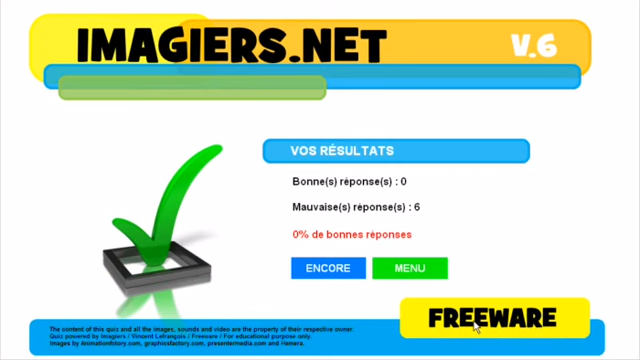 IMAGIERS.NET
V.6
VOS RÉSULTATS
Bonne(s) réponse(s) : 0
Mauvaise(s) réponse(s) : 6
0% de bonnes réponses
ENCORE
MENU
FREEWARE
The content of this quiz and all the images, sounds and video are the property of their respective owner.
Quiz powered by Imagiers / Vincent Lefrançois / Freeware / For educational purpose only.
Images by Animationfstory.com, graphicsfactory.com, presentermedia.com and Hemera.